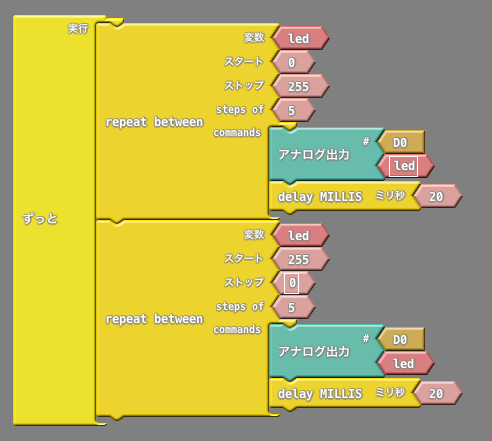 実行
変数 led
スタート 0
ストップ 255
steps of 5
repeat between
commands
アナログ出力 # D0
led
delay MILLIS ミリ秒 20
ずっと
変数 led
スタート 255
ストップ 0
steps of 5
repeat between
commands
アナログ出力 # D0
led
delay MILLIS ミリ秒 20